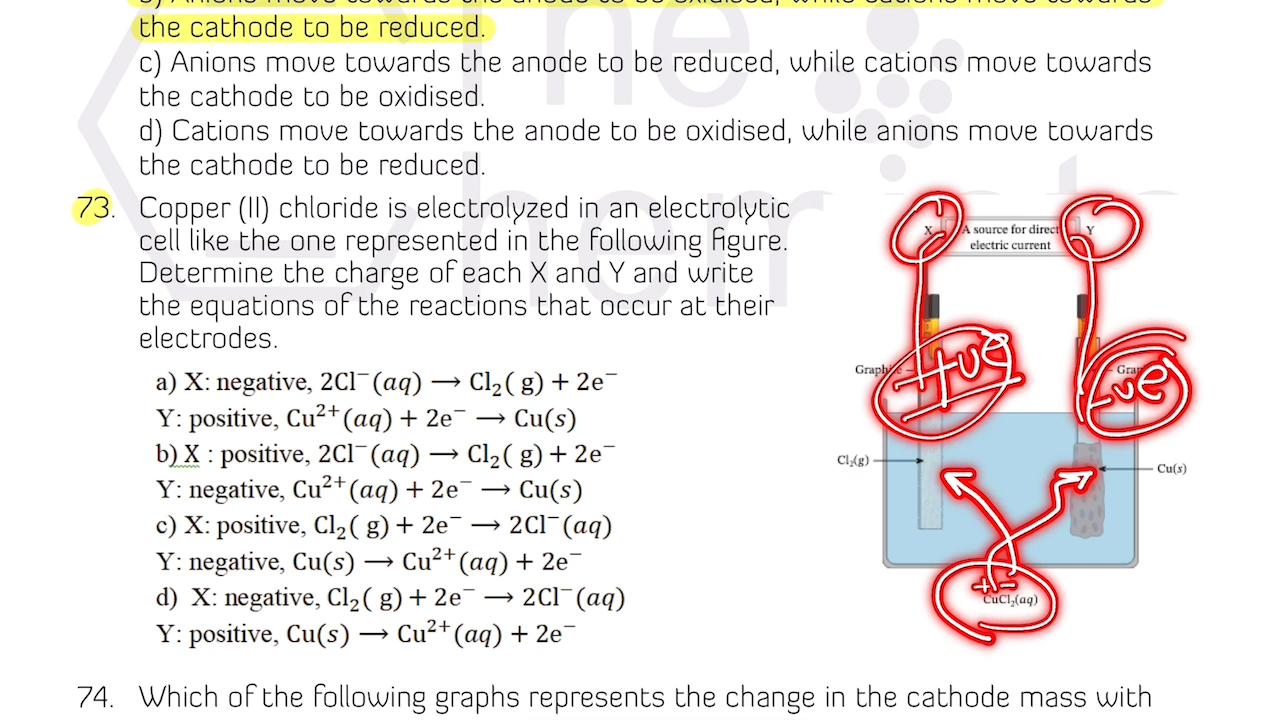 the cathode to be reduced.
c) Anions move towards the anode to be reduced, while cations move towards
the cathode to be oxidised.
d) Cations move towards the anode to be oxidised, while anions move towards
the cathode to be reduced.
73. Copper (II) chloride is electrolyzed in an electrolytic
cell like the one represented in the following figure.
Determine the charge of each X and Y and write
the equations of the reactions that occur at their
electrodes.
a) X: negative, 2Cl⁻(aq) ⟶ Cl₂( g) + 2e⁻
Y: positive, Cu²⁺(aq) + 2e⁻ ⟶ Cu(s)
b) X : positive, 2Cl⁻(aq) ⟶ Cl₂( g) + 2e⁻
Y: negative, Cu²⁺(aq) + 2e⁻ ⟶ Cu(s)
c) X: positive, Cl₂( g) + 2e⁻ ⟶ 2Cl⁻(aq)
Y: negative, Cu(s) ⟶ Cu²⁺(aq) + 2e⁻
d) X: negative, Cl₂( g) + 2e⁻ ⟶ 2Cl⁻(aq)
Y: positive, Cu(s) ⟶ Cu²⁺(aq) + 2e⁻
X
A source for direct
electric current
Y
+ve
-ve
Cl₂(g)
Cu(s)
+ -
CuCl₂(aq)
74. Which of the following graphs represents the change in the cathode mass with